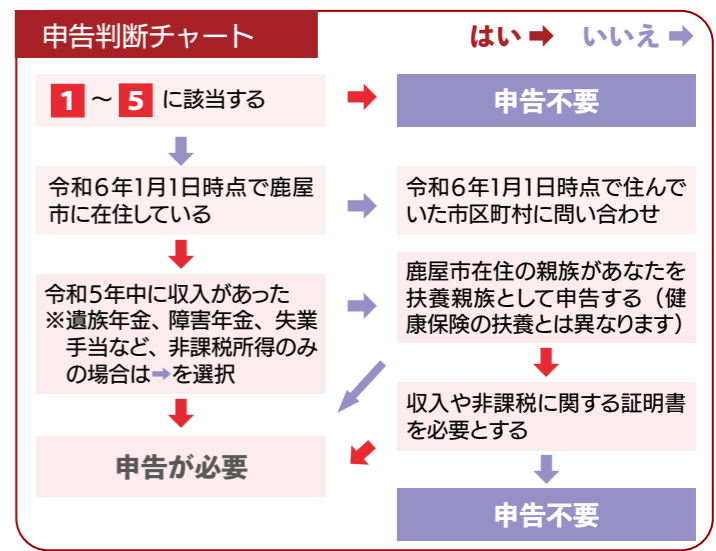 申告判断チャート
はい➡ いいえ➡
1 ～ 5 に該当する
申告不要
令和6年1月1日時点で鹿屋
市に在住している
令和6年1月1日時点で住んで
いた市区町村に問い合わせ
令和5年中に収入があった
※遺族年金、障害年金、失業
手当など、非課税所得のみ
の場合は➡を選択
鹿屋市在住の親族があなたを
扶養親族として申告する（健
康保険の扶養とは異なります）
収入や非課税に関する証明書
を必要とする
申告が必要
申告不要